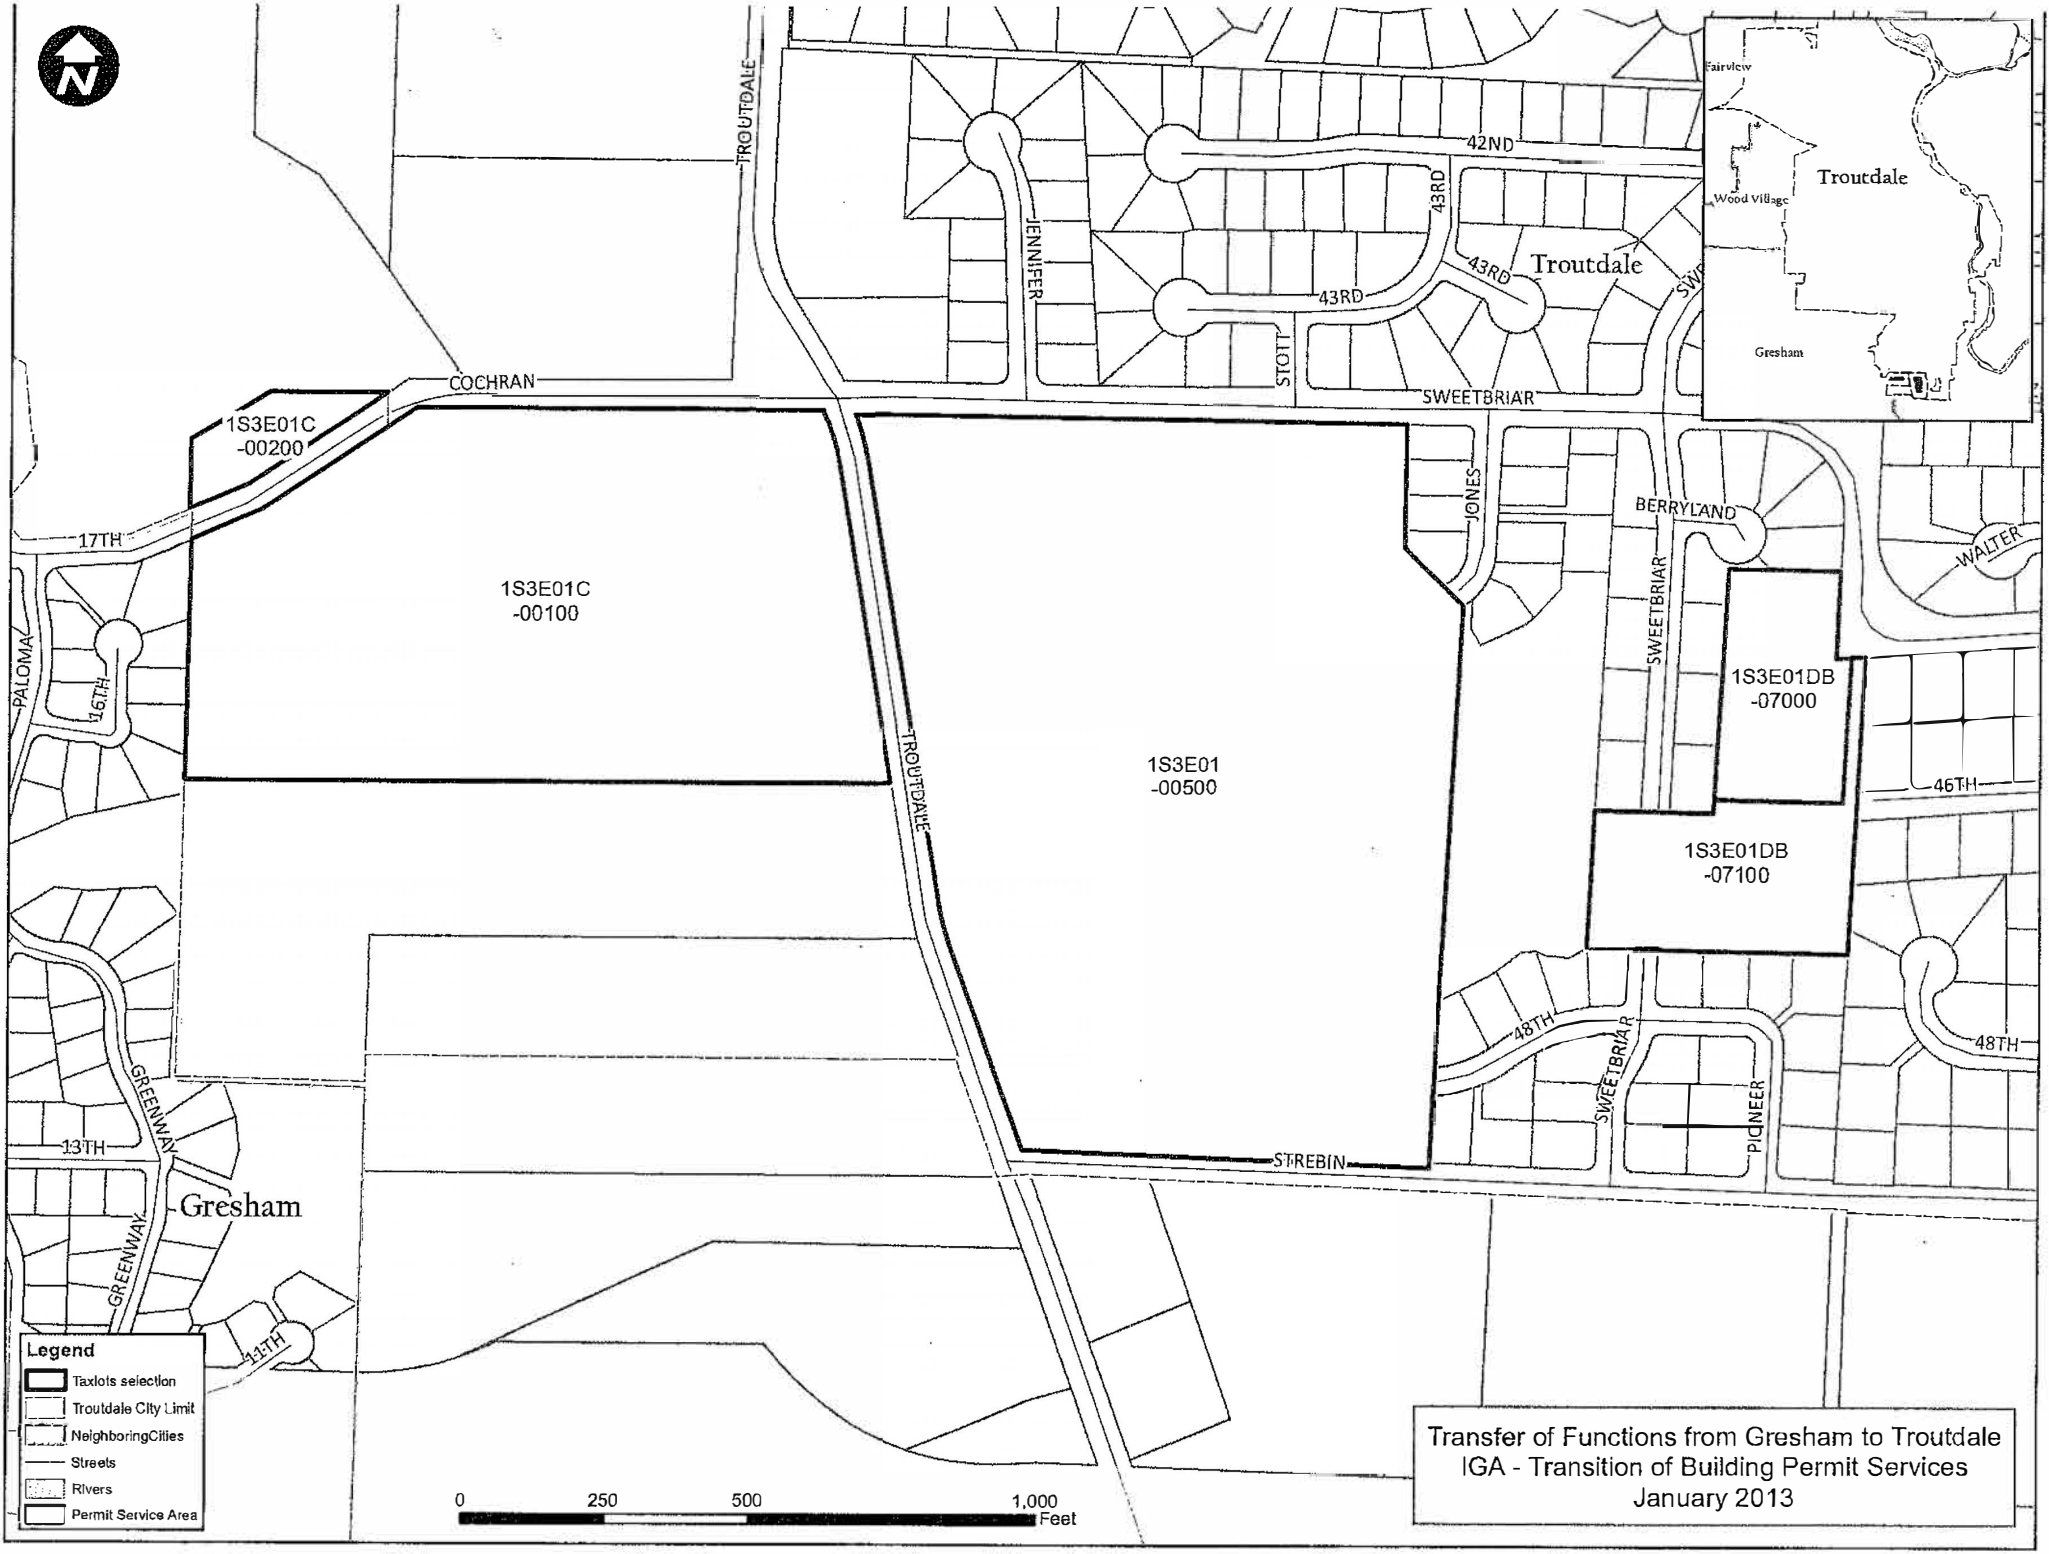 N
TROUTDALE
42ND
43RD
JENNIFER
43RD
Troutdale
43RD
STOTT
COCHRAN
SWEETBRIAR
Fairview
Troutdale
Wood Village
Gresham
1S3E01C
-00200
17TH
JONES
BERRYLAND
WALTER
1S3E01C
-00100
SWEETBRIAR
PALOMA
16TH
1S3E01DB
-07000
TROUTDALE
1S3E01
-00500
46TH
1S3E01DB
-07100
48TH
48TH
SWEETBRIAR
PIONEER
GREENWAY
13TH
STREBIN
Gresham
GREENWAY
11TH
Legend
Taxlots selection
Troutdale City Limit
NeighboringCities
Streets
Rivers
Permit Service Area
0 250 500 1,000
Feet
Transfer of Functions from Gresham to Troutdale
IGA - Transition of Building Permit Services
January 2013